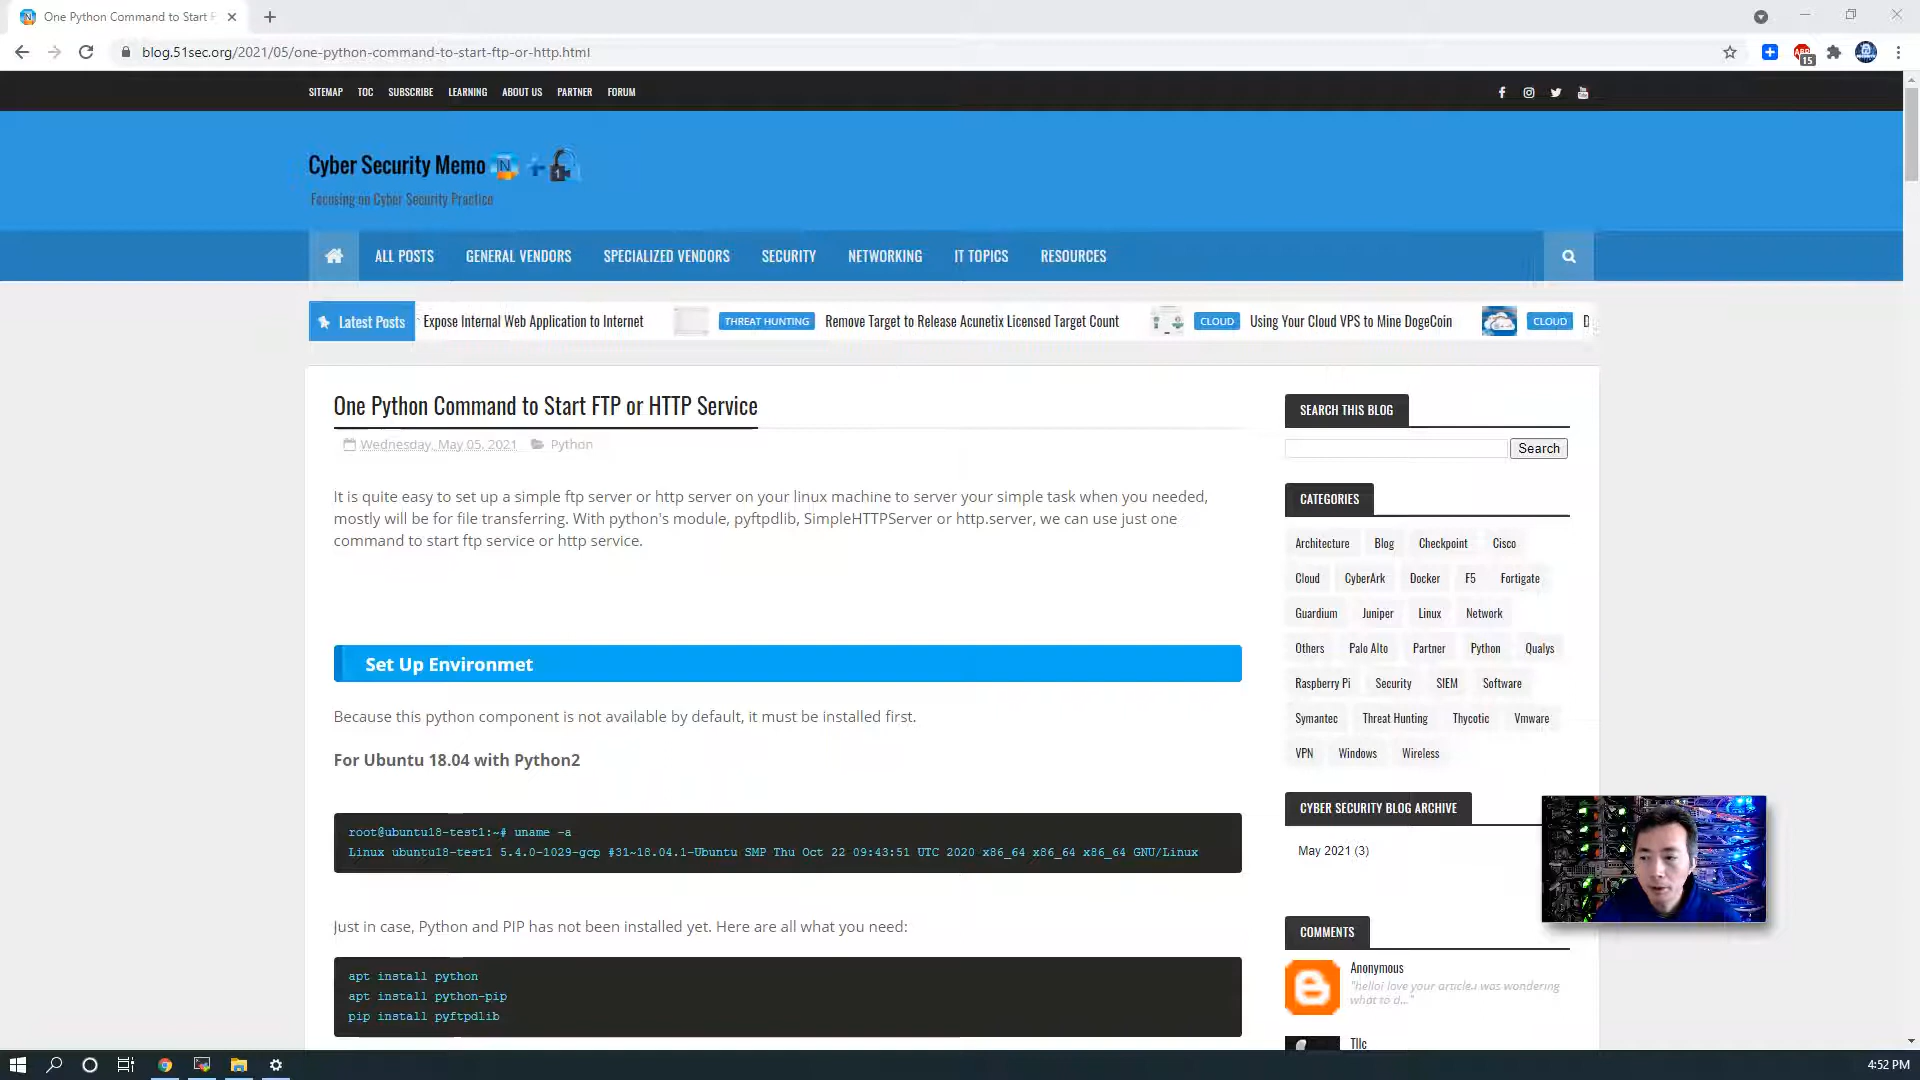 One Python Command to Start F
blog.51sec.org/2021/05/one-python-command-to-start-ftp-or-http.html
15
SITEMAP TOC SUBSCRIBE LEARNING ABOUT US PARTNER FORUM
Cyber Security Memo
Focusing on Cyber Security Practice
ALL POSTS GENERAL VENDORS SPECIALIZED VENDORS SECURITY NETWORKING IT TOPICS RESOURCES
Latest Posts Expose Internal Web Application to Internet THREAT HUNTING Remove Target to Release Acunetix Licensed Target Count CLOUD Using Your Cloud VPS to Mine DogeCoin CLOUD D
One Python Command to Start FTP or HTTP Service
Wednesday, May 05, 2021 Python
It is quite easy to set up a simple ftp server or http server on your linux machine to server your simple task when you needed,
mostly will be for file transferring. With python's module, pyftpdlib, SimpleHTTPServer or http.server, we can use just one
command to start ftp service or http service.
Set Up Environmet
Because this python component is not available by default, it must be installed first.
For Ubuntu 18.04 with Python2
root@ubuntu18-test1:~# uname -a
Linux ubuntu18-test1 5.4.0-1029-gcp #31~18.04.1-Ubuntu SMP Thu Oct 22 09:43:51 UTC 2020 x86_64 x86_64 x86_64 GNU/Linux
Just in case, Python and PIP has not been installed yet. Here are all what you need:
apt install python
apt install python-pip
pip install pyftpdlib
SEARCH THIS BLOG
Search
CATEGORIES
Architecture Blog Checkpoint Cisco
Cloud CyberArk Docker F5 Fortigate
Guardium Juniper Linux Network
Others Palo Alto Partner Python Qualys
Raspberry Pi Security SIEM Software
Symantec Threat Hunting Thycotic Vmware
VPN Windows Wireless
CYBER SECURITY BLOG ARCHIVE
May 2021 (3)
COMMENTS
Anonymous
"helloi love your article.i was wondering
what to d..."
TIlc
4:52 PM